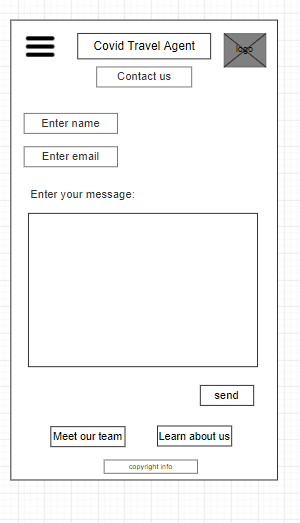 Covid Travel Agent
logo
Contact us
Enter name
Enter email
Enter your message:
send
Meet our team
Learn about us
copyright info